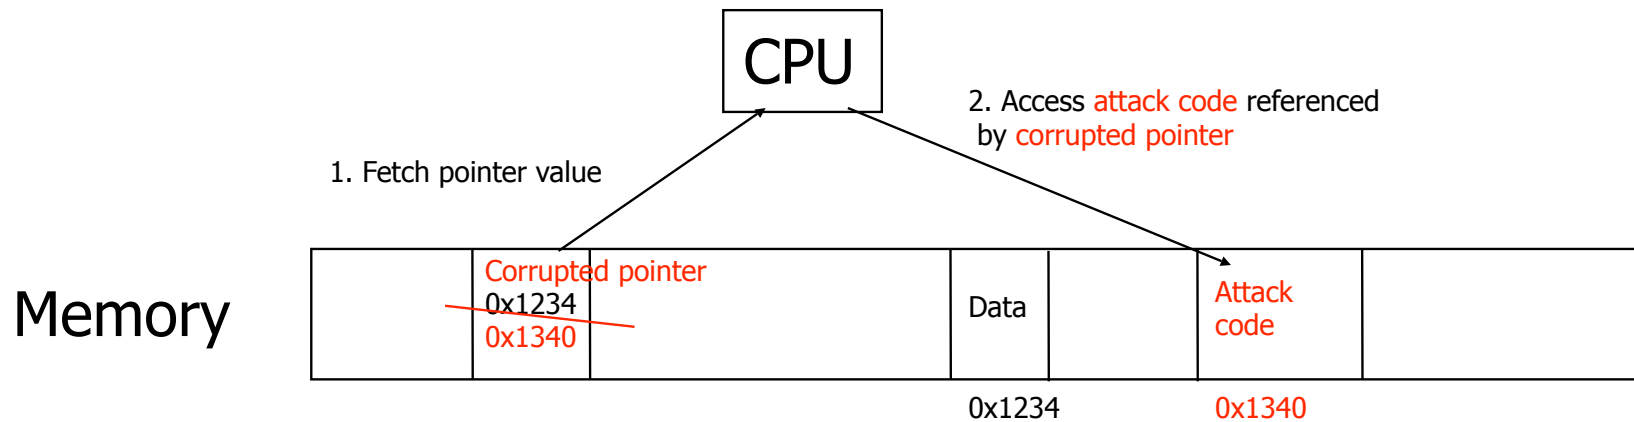 CPU
2. Access attack code referenced
by corrupted pointer
1. Fetch pointer value
Memory
Corrupted pointer
0x1234
0x1340
Data
Attack
code
0x1234
0x1340